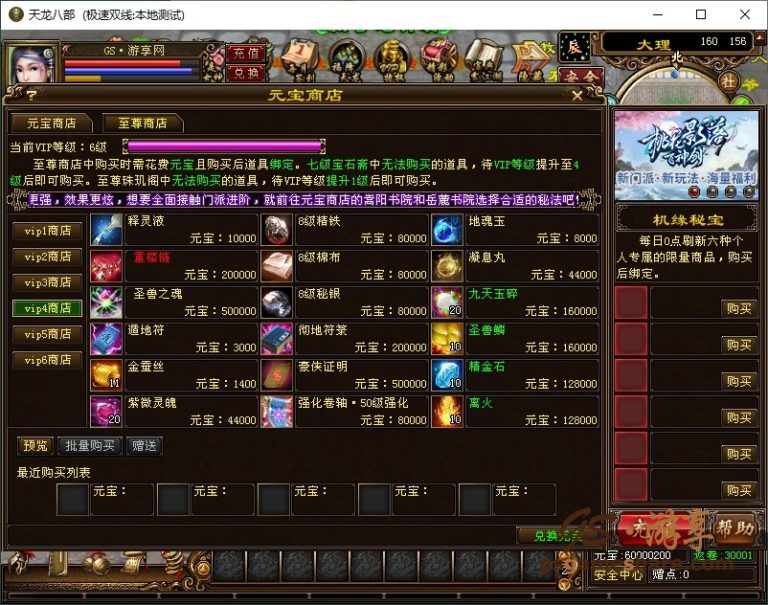 天龙八部 (极速双线:本地测试)
GS·游享网
充值
兑换
大理 160 156
北
辰
安全
社
元宝商店
元宝商店 至尊商店
当前VIP等级：6级
至尊商店中购买时需花费元宝且购买后道具绑定。七级宝石斋中无法购买的道具，待VIP等级提升至4
级后即可购买。至尊珠玑阁中无法购买的道具，待VIP等级提升1级后即可购买。
更强，效果更炫，想要全面接触门派进阶，就前往元宝商店的嵩阳书院和岳麓书院选择合适的秘法吧！
vip1商店
vip2商店
vip3商店
vip4商店
vip5商店
vip6商店
释灵液 元宝：10000
8级精铁 元宝：80000
地魂玉 元宝：8000
重楼链 元宝：200000
8级棉布 元宝：80000
凝息丸 元宝：44000
圣兽之魂 元宝：500000
8级秘银 元宝：80000
20 九天玉碎 元宝：160000
遁地符 元宝：3000
彻地符箓 元宝：200000
10 圣兽鳞 元宝：160000
11 金蚕丝 元宝：1400
豪侠证明 元宝：500000
10 精金石 元宝：128000
20 紫微灵魄 元宝：44000
强化卷轴·50级强化 元宝：80000
10 离火 元宝：128000
预览 批量购买 赠送
最近购买列表
元宝： 元宝： 元宝： 元宝： 元宝：
新门派·新玩法·海量福利
机缘秘宝
每日0点刷新六种个
人专属的限量商品，购买
后绑定。
购买
购买
购买
购买
购买
购买
帮助
元宝:60000200
安全中心 赠点:0